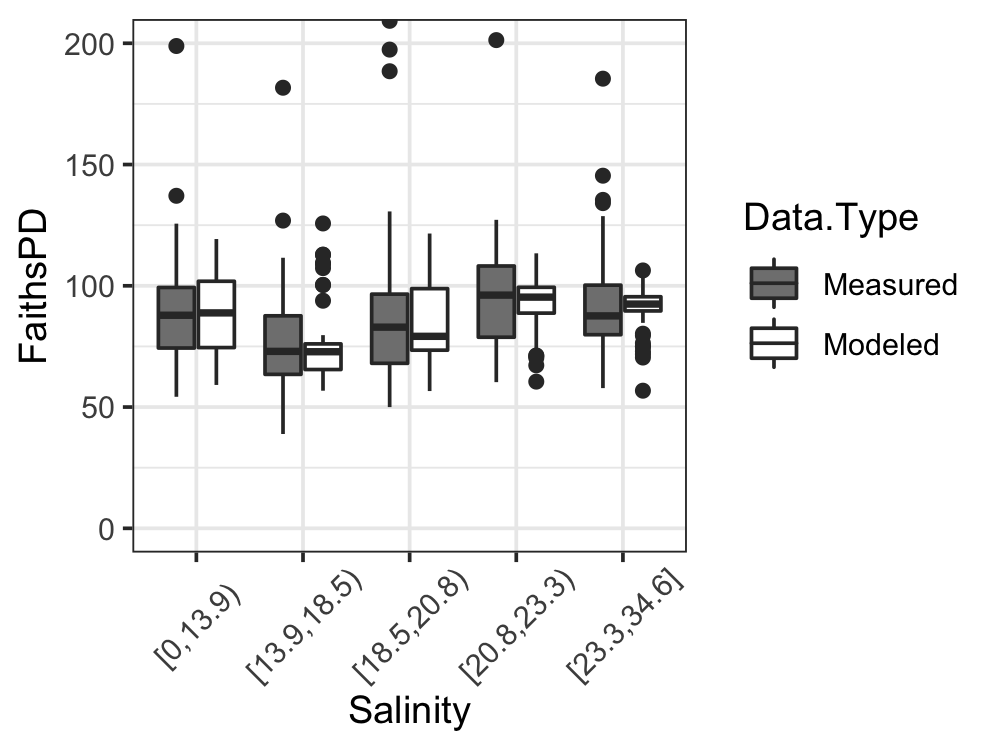 FaithsPD
200
150
100
50
0
[0,13.9)
[13.9,18.5)
[18.5,20.8)
[20.8,23.3)
[23.3,34.6]
Salinity
Data.Type
Measured
Modeled